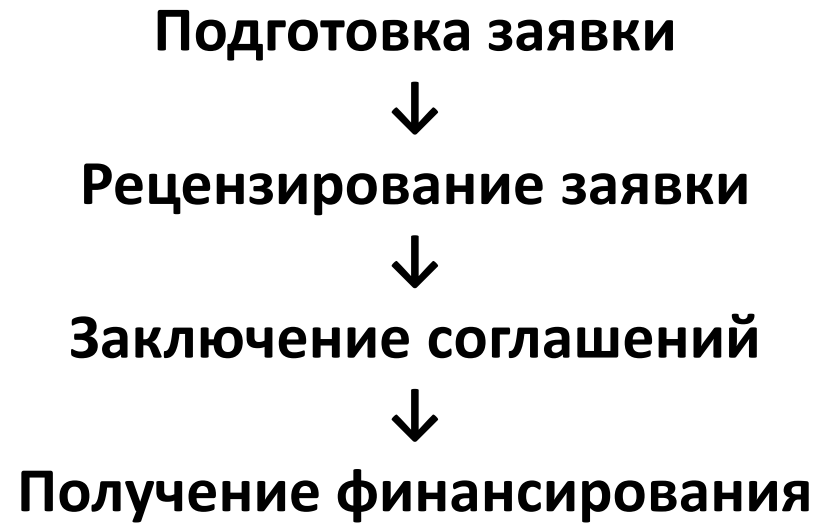 Подготовка заявки
↓
Рецензирование заявки
↓
Заключение соглашений
↓
Получение финансирования